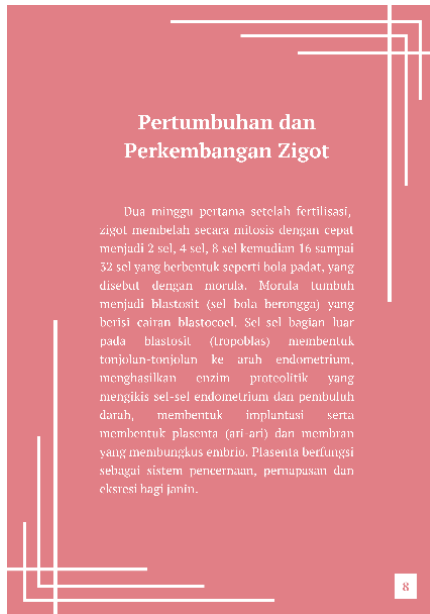 Pertumbuhan dan
Perkembangan Zigot
Dua minggu pertama setelah fertilisasi,
zigot membelah secara mitosis dengan cepat
menjadi 2 sel, 4 sel, 8 sel kemudian 16 sampai
32 sel yang berbentuk seperti bola padat, yang
disebut dengan morula. Morula tumbuh
menjadi blastosit (sel bola berongga) yang
berisi cairan blastocoel. Sel-sel bagian luar
pada blastosit (tropoblas) membentuk
tonjolan-tonjolan ke arah endometrium,
menghasilkan enzim proteolitik yang
mengikis sel-sel endometrium dan pembuluh
darah, membentuk implantasi serta
membentuk plasenta (ari-ari) dan membran
yang membungkus embrio. Plasenta berfungsi
sebagai sistem pencernaan, pernapasan dan
eksresi bagi janin.
8